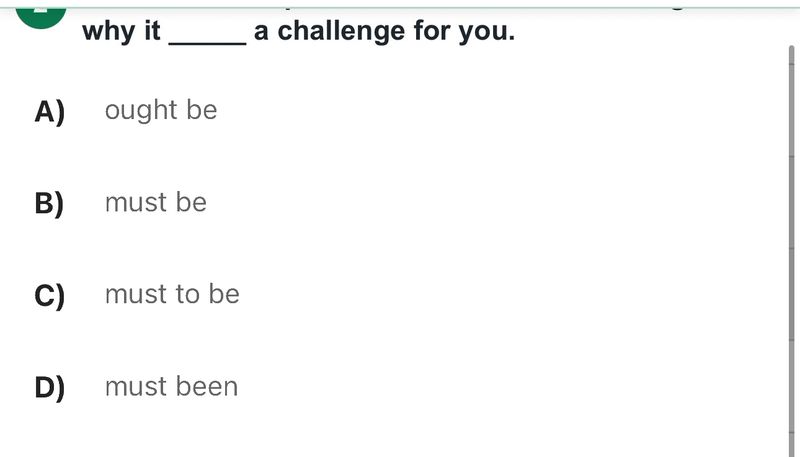 why it _____ a challenge for you.
A) ought be
B) must be
C) must to be
D) must been